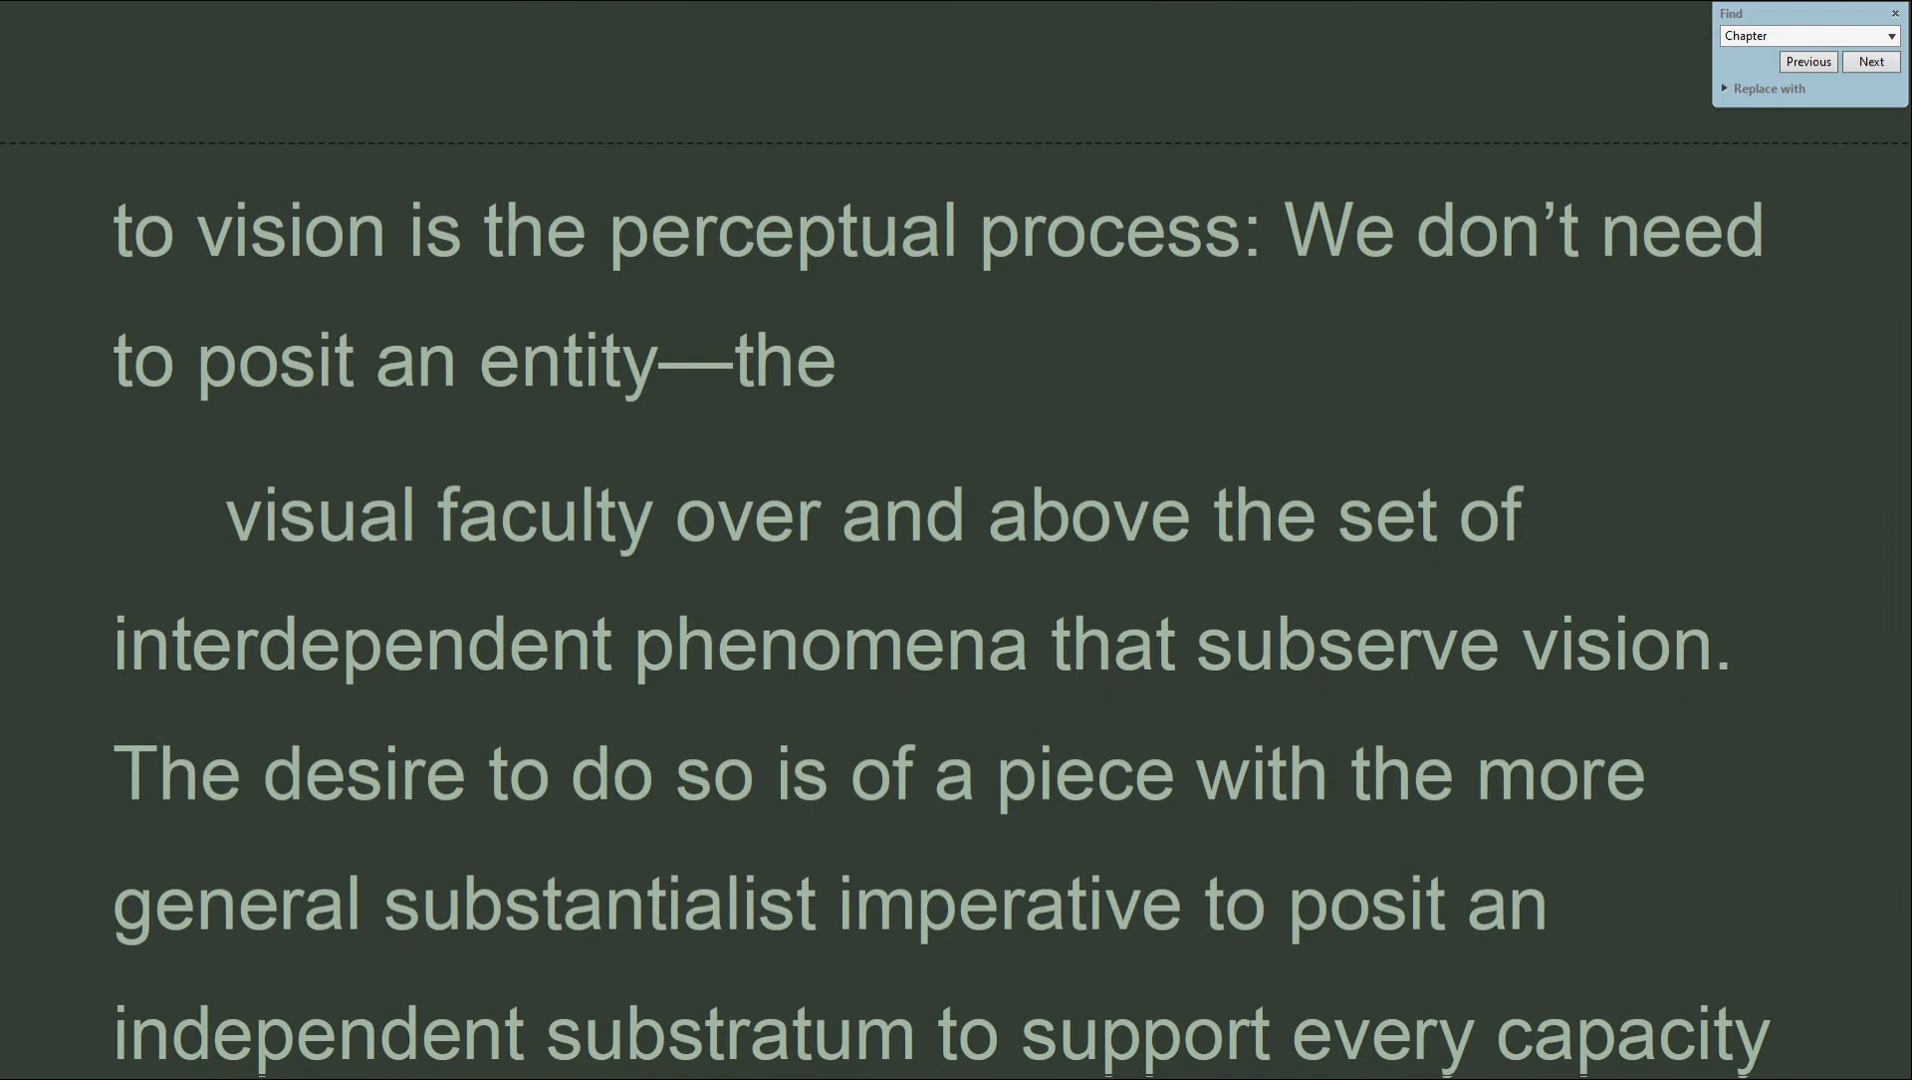 Find
Chapter
Previous Next
Replace with
to vision is the perceptual process: We don’t need
to posit an entity—the
visual faculty over and above the set of
interdependent phenomena that subserve vision.
The desire to do so is of a piece with the more
general substantialist imperative to posit an
independent substratum to support every capacity